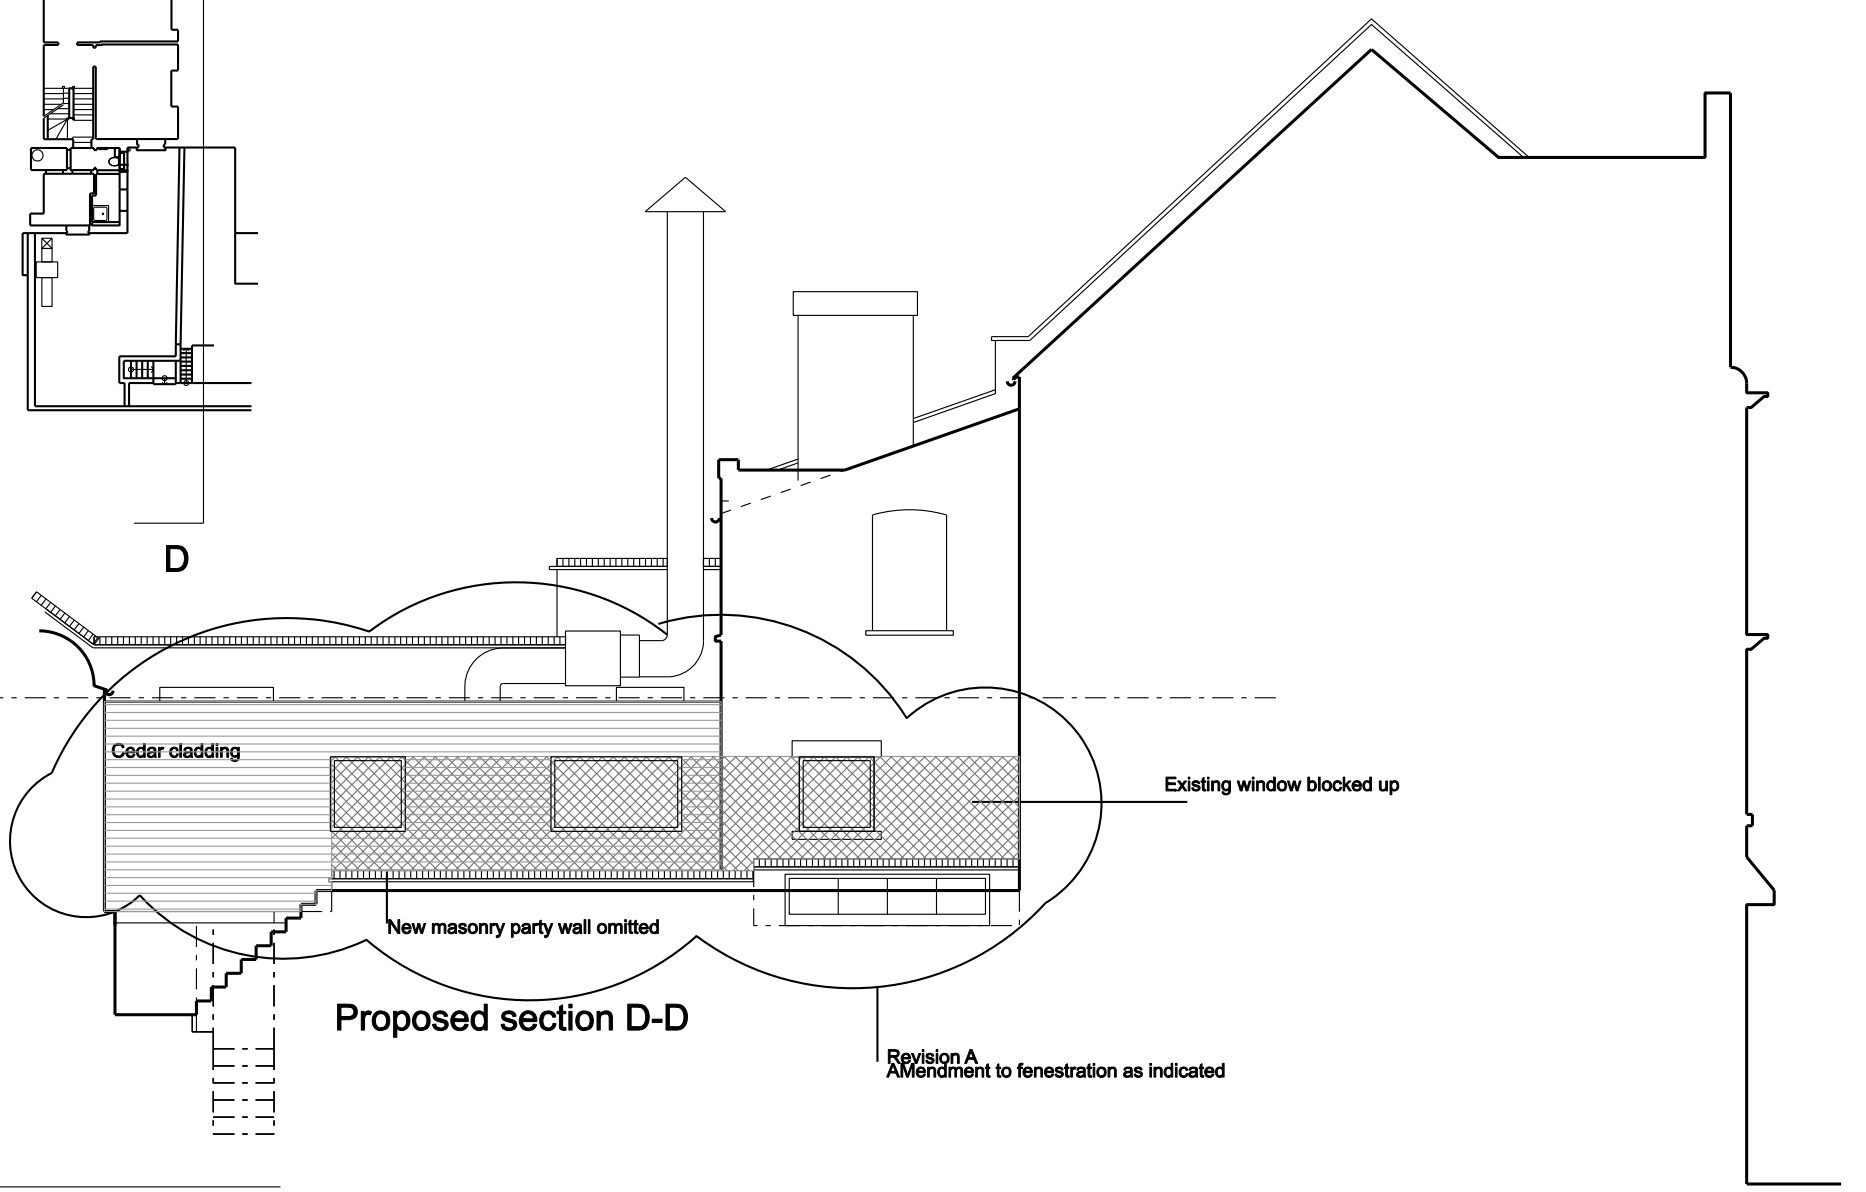 D
Cedar cladding
Existing window blocked up
New masonry party wall omitted
Proposed section D-D
Revision A
AMendment to fenestration as indicated